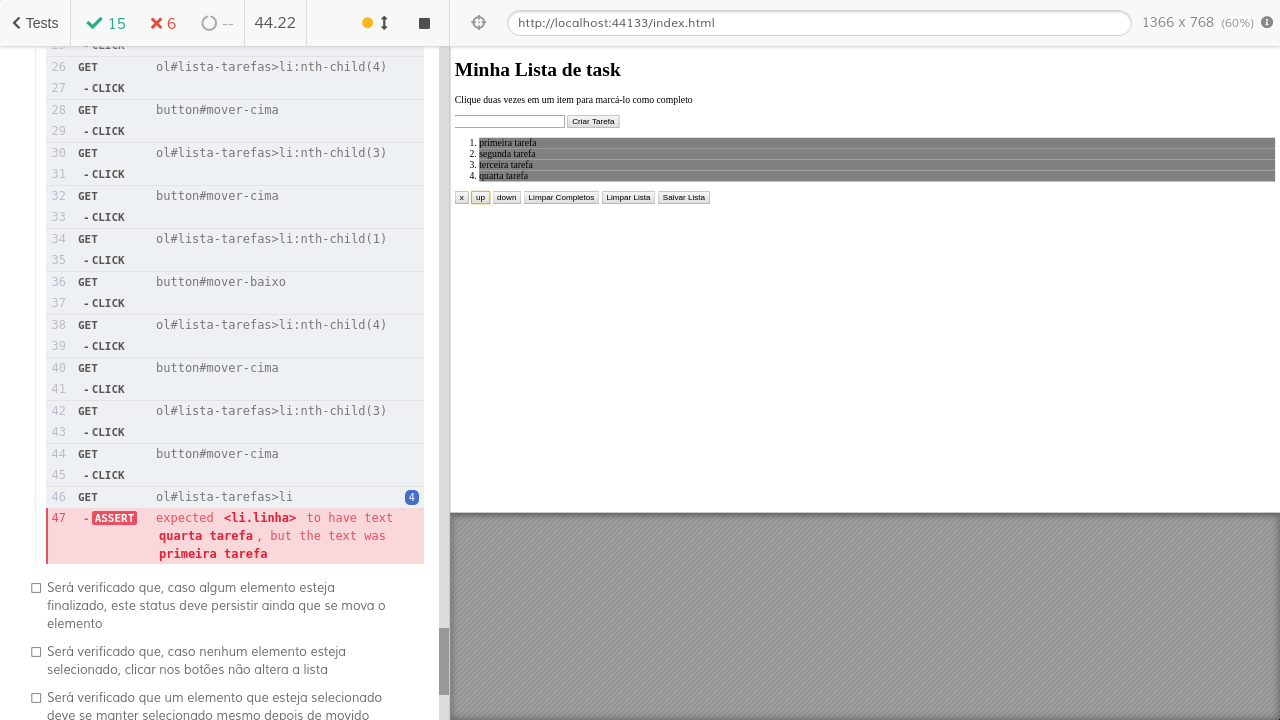 Tests
15
6
--
44.22
http://localhost:44133/index.html
1366 x 768 (60%)
25 -CLICK
26 GET ol#lista-tarefas>li:nth-child(4)
27 -CLICK
28 GET button#mover-cima
29 -CLICK
30 GET ol#lista-tarefas>li:nth-child(3)
31 -CLICK
32 GET button#mover-cima
33 -CLICK
34 GET ol#lista-tarefas>li:nth-child(1)
35 -CLICK
36 GET button#mover-baixo
37 -CLICK
38 GET ol#lista-tarefas>li:nth-child(4)
39 -CLICK
40 GET button#mover-cima
41 -CLICK
42 GET ol#lista-tarefas>li:nth-child(3)
43 -CLICK
44 GET button#mover-cima
45 -CLICK
46 GET ol#lista-tarefas>li 4
47 -ASSERT expected <li.linha> to have text
quarta tarefa, but the text was
primeira tarefa
Será verificado que, caso algum elemento esteja
finalizado, este status deve persistir ainda que se mova o
elemento
Será verificado que, caso nenhum elemento esteja
selecionado, clicar nos botões não altera a lista
Será verificado que um elemento que esteja selecionado
deve se manter selecionado mesmo depois de movido
Minha Lista de task
Clique duas vezes em um item para marcá-lo como completo
Criar Tarefa
1. primeira tarefa
2. segunda tarefa
3. terceira tarefa
4. quarta tarefa
x up down Limpar Completos Limpar Lista Salvar Lista